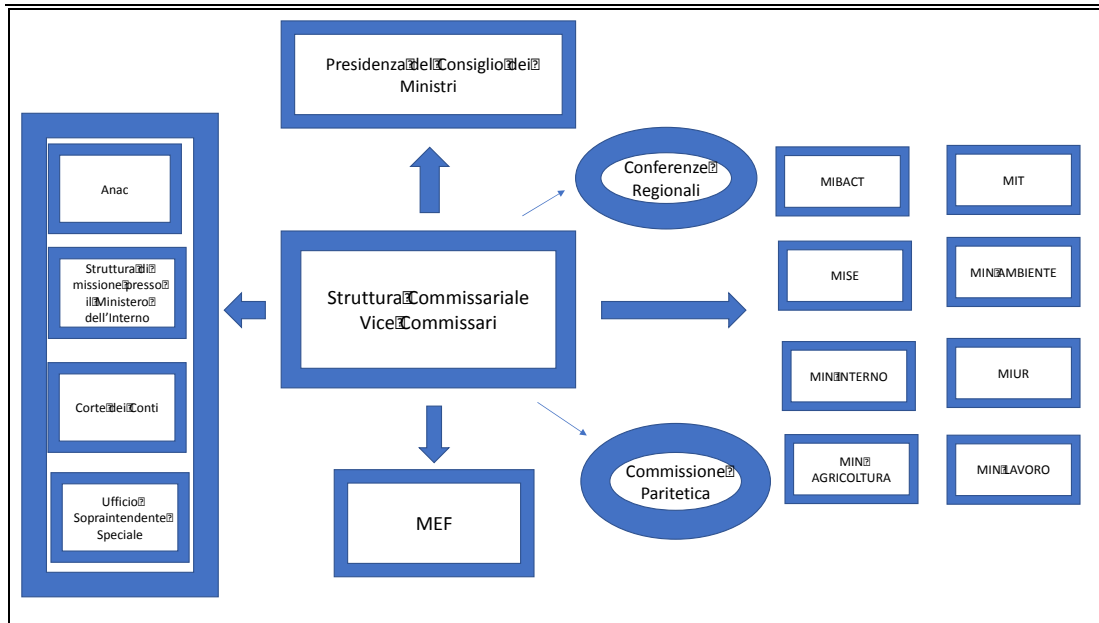 Presidenza del Consiglio dei
Ministri
Anac
Struttura di
missione presso
il Ministero
dell'Interno
Corte dei Conti
Ufficio
Sopraintendente
Speciale
Struttura Commissariale
Vice Commissari
MEF
Conferenze
Regionali
Commissione
Paritetica
MIBACT
MIT
MISE
MIN AMBIENTE
MIN INTERNO
MIUR
MIN
AGRICOLTURA
MIN LAVORO